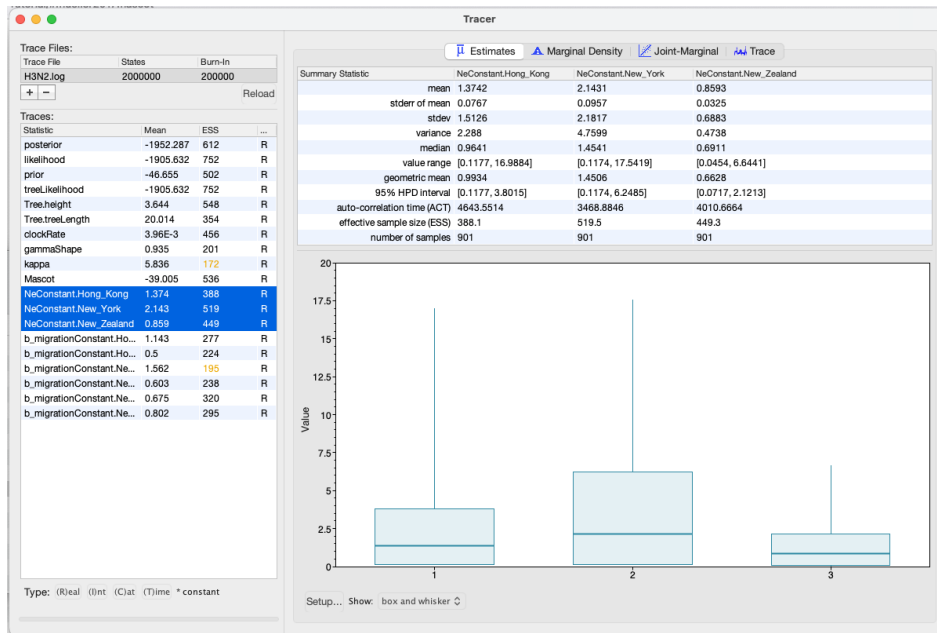 Tracer
Trace Files:
Trace File States Burn-In
H3N2.log 2000000 200000
+ − Reload
Traces:
Statistic Mean ESS ...
posterior -1952.287 612 R
likelihood -1905.632 752 R
prior -46.655 502 R
treeLikelihood -1905.632 752 R
Tree.height 3.644 548 R
Tree.treeLength 20.014 354 R
clockRate 3.96E-3 456 R
gammaShape 0.935 201 R
kappa 5.836 172 R
Mascot -39.005 536 R
NeConstant.Hong_Kong 1.374 388 R
NeConstant.New_York 2.143 519 R
NeConstant.New_Zealand 0.859 449 R
b_migrationConstant.Ho... 1.143 277 R
b_migrationConstant.Ho... 0.5 224 R
b_migrationConstant.Ne... 1.562 195 R
b_migrationConstant.Ne... 0.603 238 R
b_migrationConstant.Ne... 0.675 320 R
b_migrationConstant.Ne... 0.802 295 R
Type: (R)eal (I)nt (C)at (T)ime * constant
Estimates Marginal Density Joint-Marginal Trace
Summary Statistic NeConstant.Hong_Kong NeConstant.New_York NeConstant.New_Zealand
mean 1.3742 2.1431 0.8593
stderr of mean 0.0767 0.0957 0.0325
stdev 1.5126 2.1817 0.6883
variance 2.288 4.7599 0.4738
median 0.9641 1.4541 0.6911
value range [0.1177, 16.9884] [0.1174, 17.5419] [0.0454, 6.6441]
geometric mean 0.9934 1.4506 0.6628
95% HPD interval [0.1177, 3.8015] [0.1174, 6.2485] [0.0717, 2.1213]
auto-correlation time (ACT) 4643.5514 3468.8846 4010.6664
effective sample size (ESS) 388.1 519.5 449.3
number of samples 901 901 901
20
17.5
15
12.5
10
7.5
5
2.5
0
Value
1 2 3
Setup... Show: box and whisker